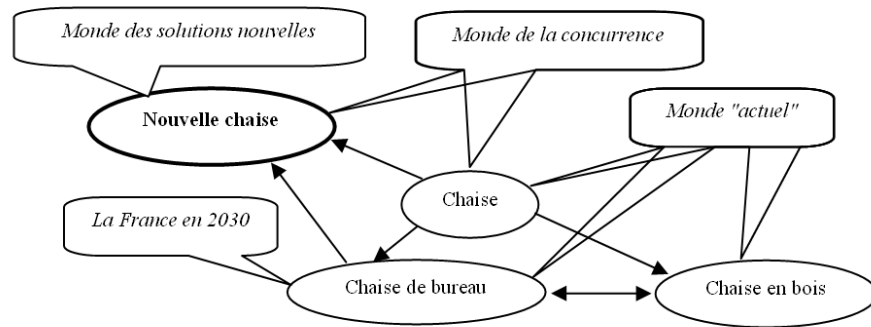 Monde des solutions nouvelles
Monde de la concurrence
Nouvelle chaise
Monde "actuel"
Chaise
La France en 2030
Chaise de bureau
Chaise en bois